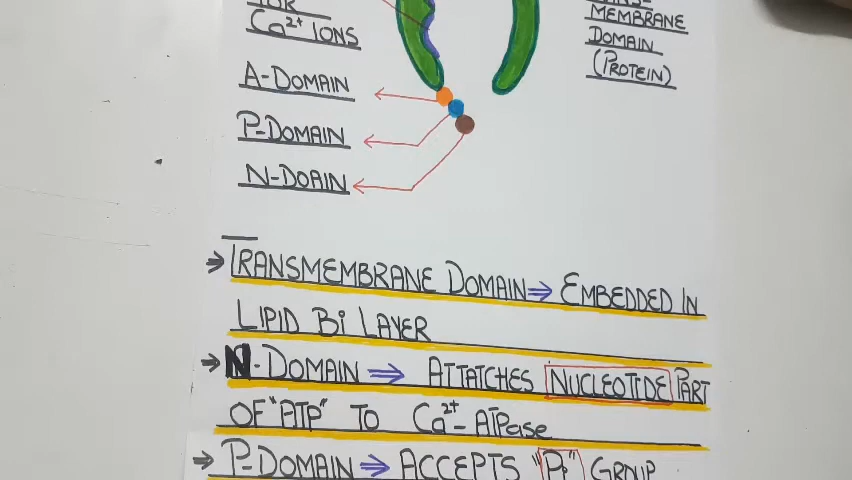 FOR
Ca2+ IONS
A-DOMAIN
P-DOMAIN
N-DOAIN
MEMBRANE
DOMAIN
(PROTEIN)
⇒ TRANSMEMBRANE DOMAIN ⇒ EMBEDDED IN
LIPID Bi LAYER
⇒ N-DOMAIN ⇒ ATTATCHES NUCLEOTIDE PART
OF "ATP" TO Ca2+-ATPase
⇒ P-DOMAIN ⇒ ACCEPTS "Pi" GROUP